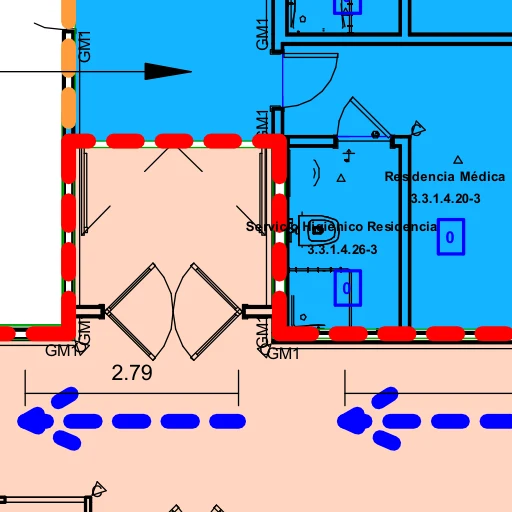 0
GM1
GM1
GM1
Residencia Médica
3.3.1.4.20-3
Servicio Higiénico Residencia
0
3.3.1.4.26-3
0
GM1
GM1
GM1
GM1
2.79